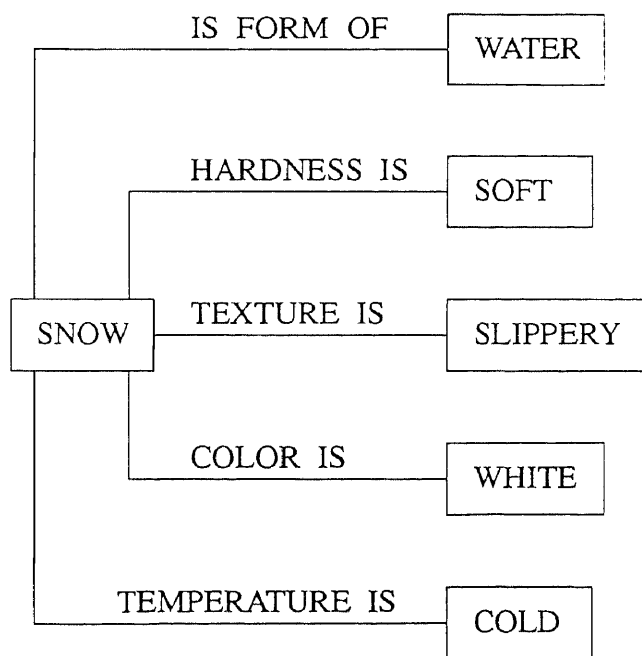 IS FORM OF
WATER
HARDNESS IS
SOFT
SNOW
TEXTURE IS
SLIPPERY
COLOR IS
WHITE
TEMPERATURE IS
COLD